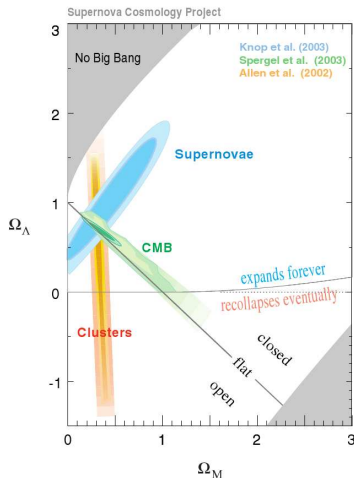 Supernova Cosmology Project
3
No Big Bang
Knop et al. (2003)
Spergel et al. (2003)
Allen et al. (2002)
2
Supernovae
1
Ω_Λ
CMB
expands forever
0
recollapses eventually
Clusters
closed
flat
-1
open
0
1
2
3
Ω_M